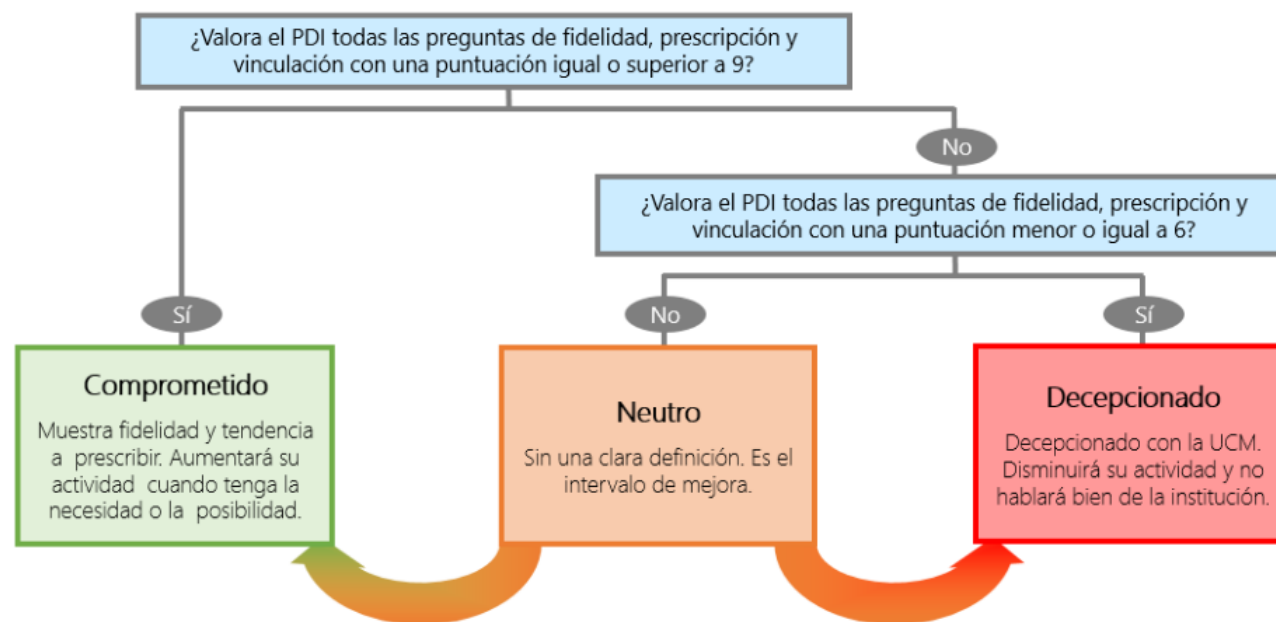 ¿Valora el PDI todas las preguntas de fidelidad, prescripción y
vinculación con una puntuación igual o superior a 9?
No
¿Valora el PDI todas las preguntas de fidelidad, prescripción y
vinculación con una puntuación menor o igual a 6?
Sí
No
Sí
Comprometido
Muestra fidelidad y tendencia
a prescribir. Aumentará su
actividad cuando tenga la
necesidad o la posibilidad.
Neutro
Sin una clara definición. Es el
intervalo de mejora.
Decepcionado
Decepcionado con la UCM.
Disminuirá su actividad y no
hablará bien de la institución.